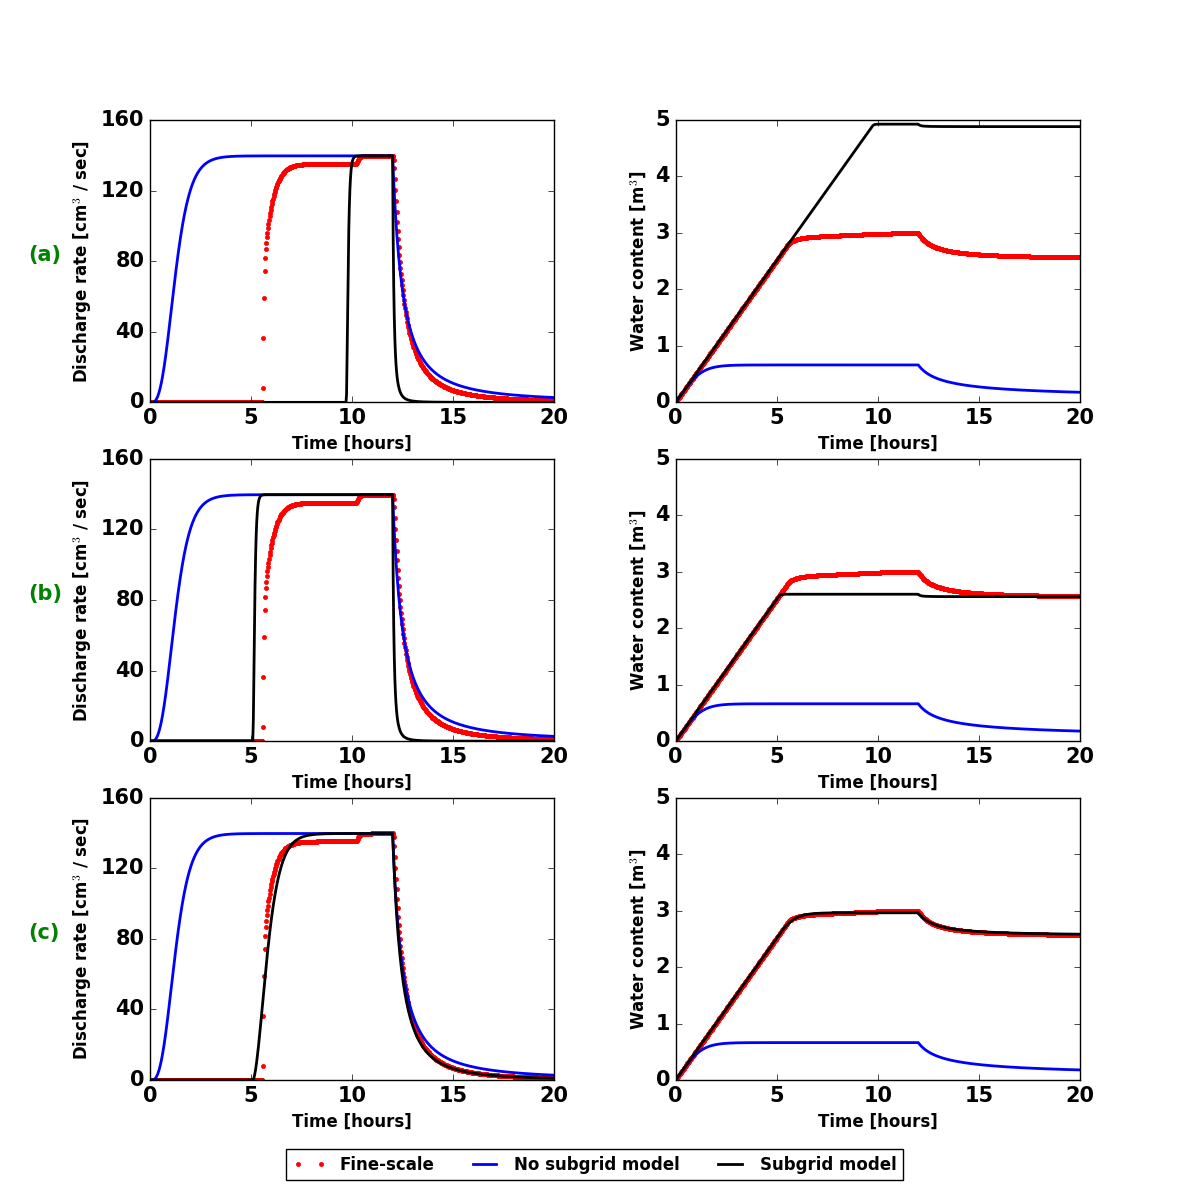 (a)
Discharge rate [cm³ / sec]
160
120
80
40
0
0 5 10 15 20
Time [hours]
Water content [m³]
5
4
3
2
1
0
0 5 10 15 20
Time [hours]
(b)
Discharge rate [cm³ / sec]
160
120
80
40
0
0 5 10 15 20
Time [hours]
Water content [m³]
5
4
3
2
1
0
0 5 10 15 20
Time [hours]
(c)
Discharge rate [cm³ / sec]
160
120
80
40
0
0 5 10 15 20
Time [hours]
Water content [m³]
5
4
3
2
1
0
0 5 10 15 20
Time [hours]
Fine-scale No subgrid model Subgrid model